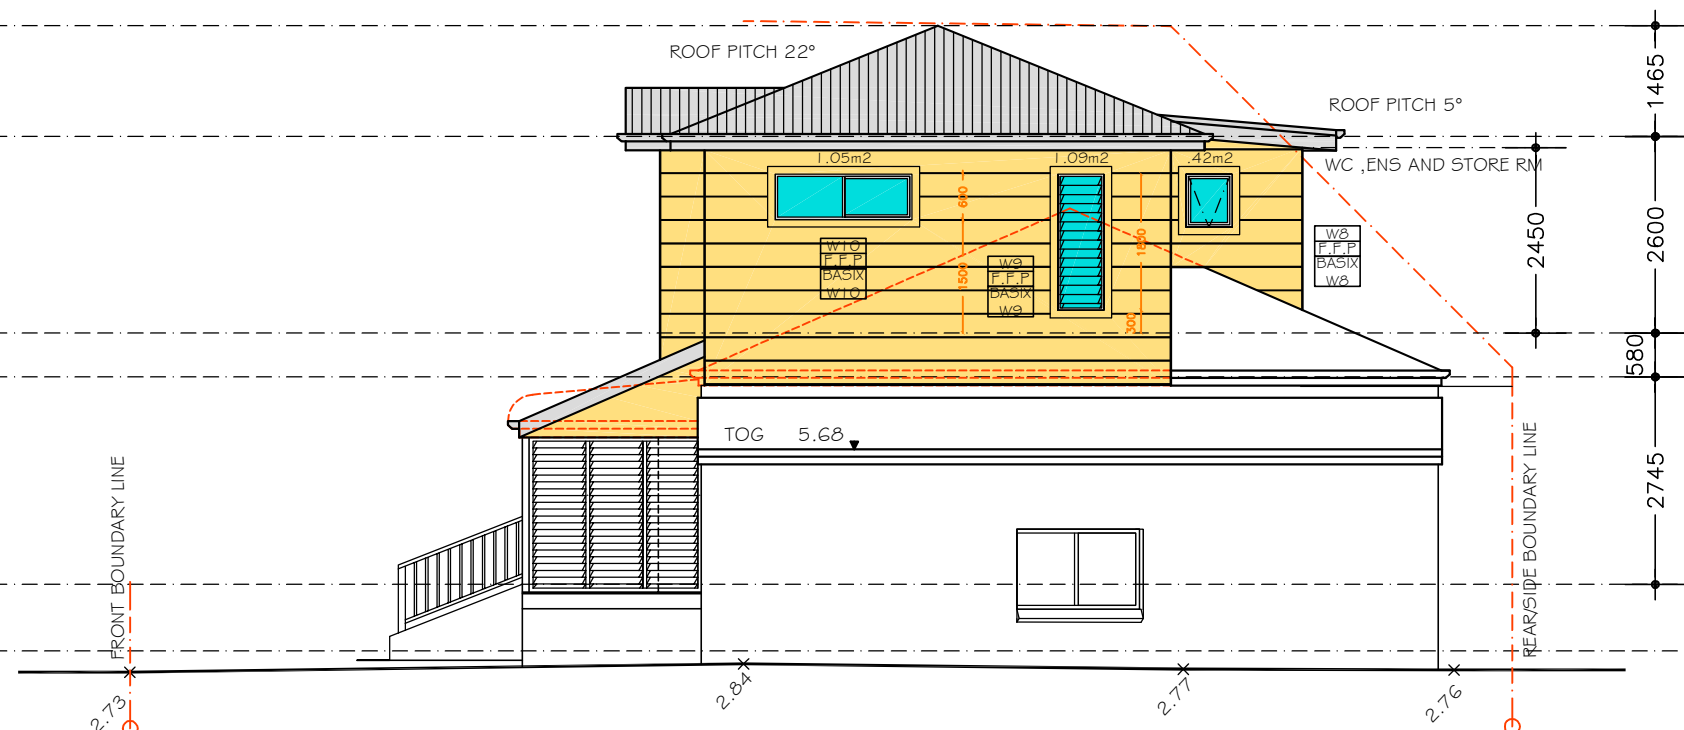 ROOF PITCH 22°
1465
ROOF PITCH 5°
1.05m2
1.09m2
.42m2
WC ,ENS AND STORE RM
600
1500
1800
300
2450
2600
W10
F.F.P
BASIX
W10
W9
F.F.P
BASIX
W9
W8
F.F.P
BASIX
W8
580
TOG 5.68
2745
FRONT BOUNDARY LINE
REAR/SIDE BOUNDARY LINE
2.73
2.84
2.77
2.76